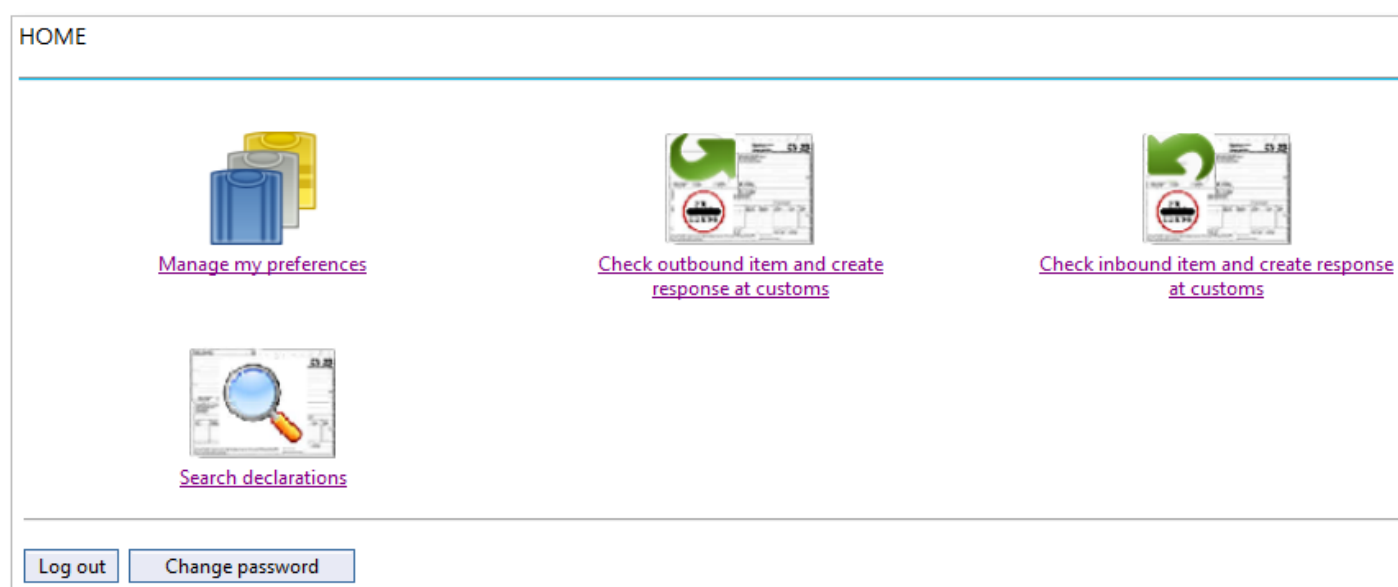 HOME
Manage my preferences
Check outbound item and create
response at customs
Check inbound item and create response
at customs
Search declarations
Log out
Change password